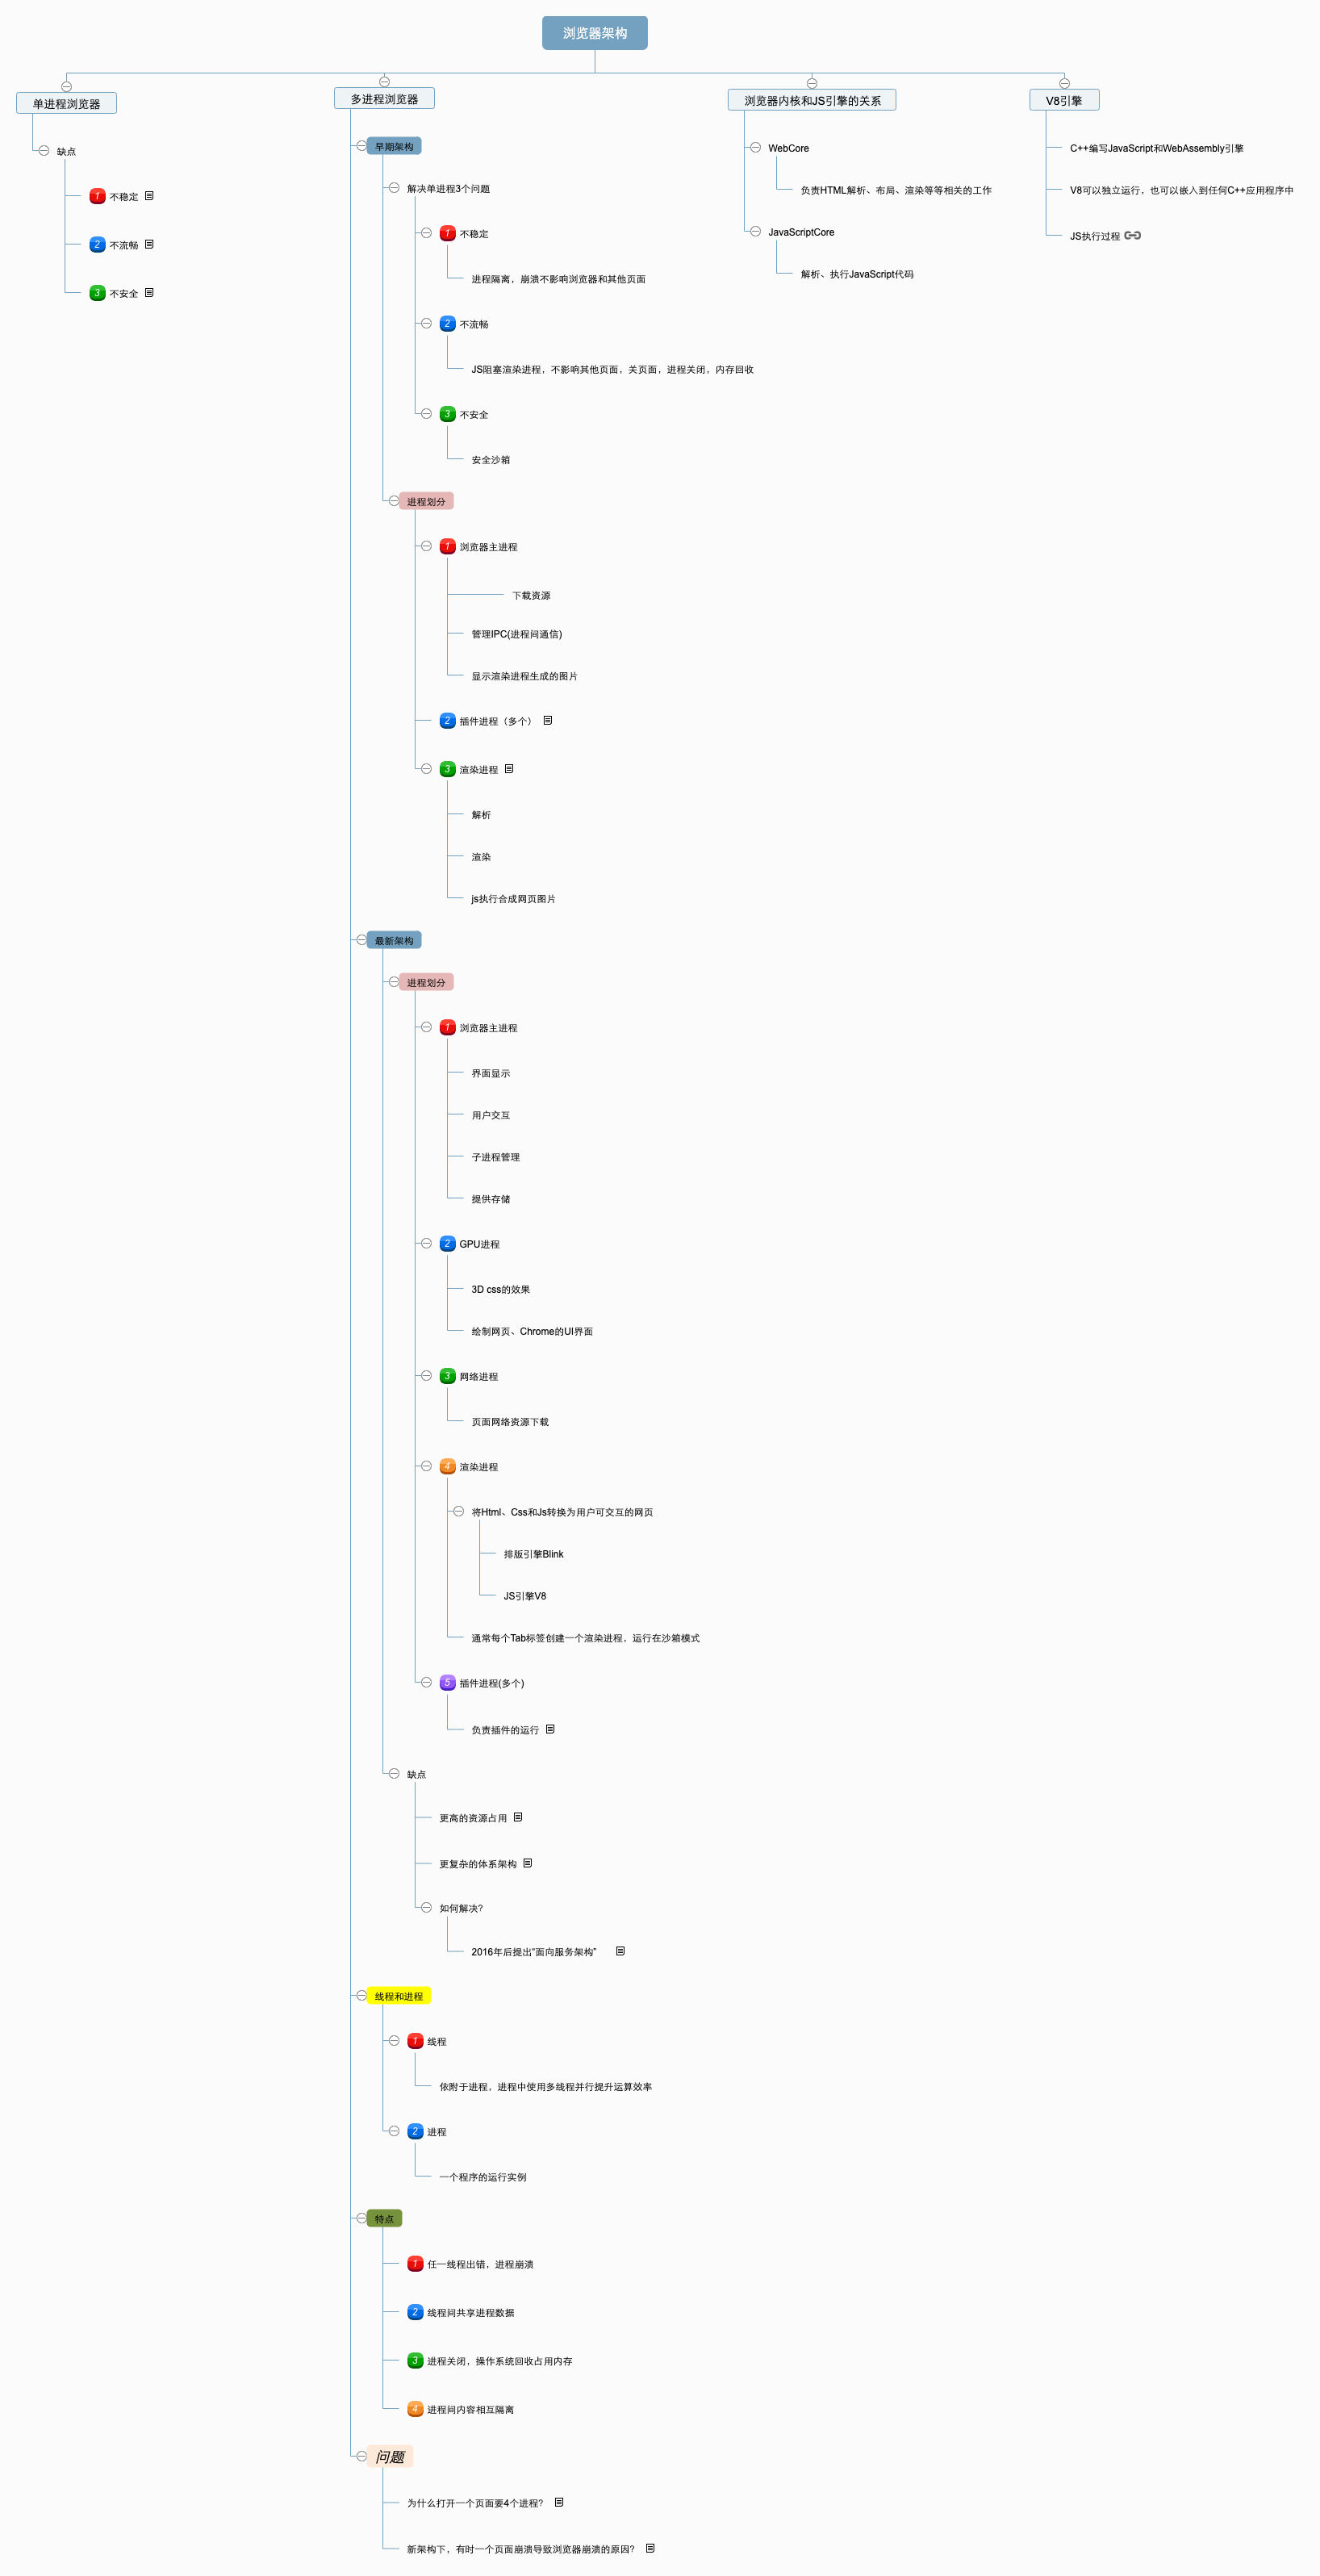 浏览器架构
单进程浏览器
缺点
1 不稳定
2 不流畅
3 不安全
多进程浏览器
早期架构
解决单进程3个问题
1 不稳定
进程隔离，崩溃不影响浏览器和其他页面
2 不流畅
JS阻塞渲染进程，不影响其他页面，关页面，进程关闭，内存回收
3 不安全
安全沙箱
进程划分
1 浏览器主进程
下载资源
管理IPC(进程间通信)
显示渲染进程生成的图片
2 插件进程（多个）
3 渲染进程
解析
渲染
js执行合成网页图片
最新架构
进程划分
1 浏览器主进程
界面显示
用户交互
子进程管理
提供存储
2 GPU进程
3D css的效果
绘制网页、Chrome的UI界面
3 网络进程
页面网络资源下载
4 渲染进程
将Html、Css和Js转换为用户可交互的网页
排版引擎Blink
JS引擎V8
通常每个Tab标签创建一个渲染进程，运行在沙箱模式
5 插件进程(多个)
负责插件的运行
缺点
更高的资源占用
更复杂的体系架构
如何解决？
2016年后提出“面向服务架构”
线程和进程
1 线程
依附于进程，进程中使用多线程并行提升运算效率
2 进程
一个程序的运行实例
特点
1 任一线程出错，进程崩溃
2 线程间共享进程数据
3 进程关闭，操作系统回收占用内存
4 进程间内容相互隔离
问题
为什么打开一个页面要4个进程？
新架构下，有时一个页面崩溃导致浏览器崩溃的原因？
浏览器内核和JS引擎的关系
WebCore
负责HTML解析、布局、渲染等等相关的工作
JavaScriptCore
解析、执行JavaScript代码
V8引擎
C++编写JavaScript和WebAssembly引擎
V8可以独立运行，也可以嵌入到任何C++应用程序中
JS执行过程